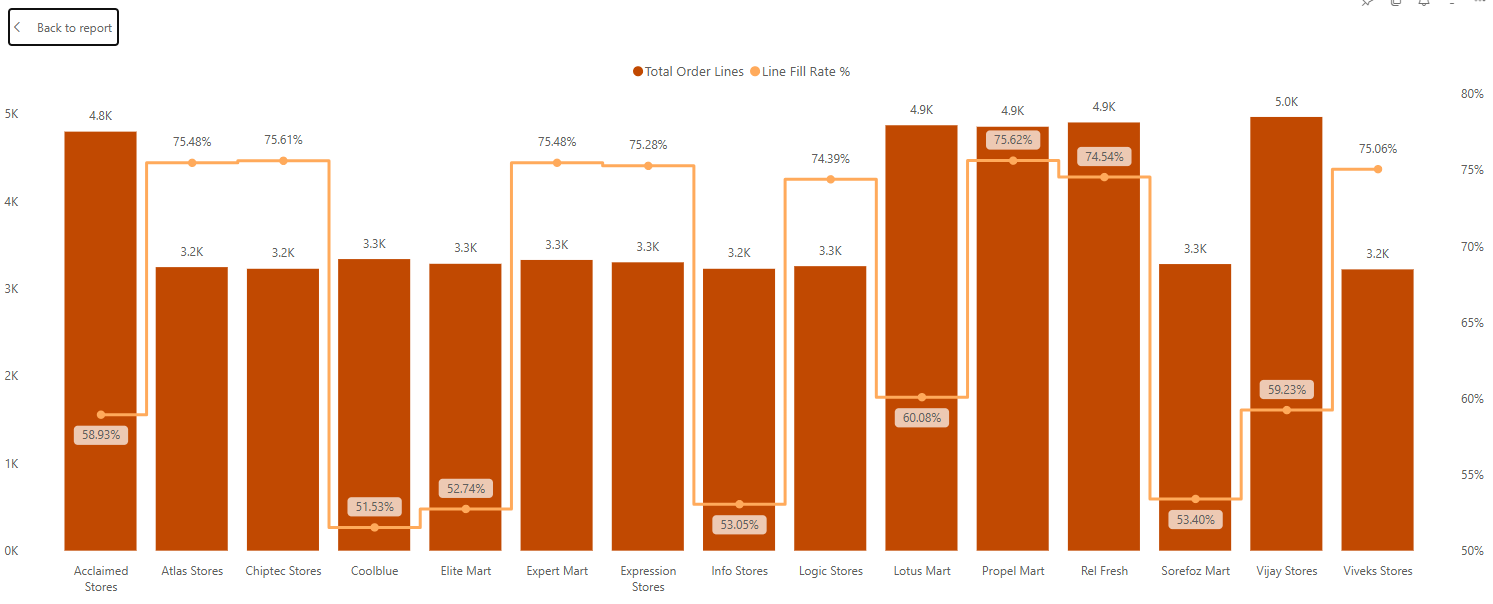 Back to report
Total Order Lines Line Fill Rate %
5K
4K
3K
2K
1K
0K
80%
75%
70%
65%
60%
55%
50%
4.8K
3.2K
3.2K
3.3K
3.3K
3.3K
3.3K
3.2K
3.3K
4.9K
4.9K
4.9K
3.3K
5.0K
3.2K
58.93%
75.48%
75.61%
51.53%
52.74%
75.48%
75.28%
53.05%
74.39%
60.08%
75.62%
74.54%
53.40%
59.23%
75.06%
Acclaimed
Stores
Atlas Stores
Chiptec Stores
Coolblue
Elite Mart
Expert Mart
Expression
Stores
Info Stores
Logic Stores
Lotus Mart
Propel Mart
Rel Fresh
Sorefoz Mart
Vijay Stores
Viveks Stores